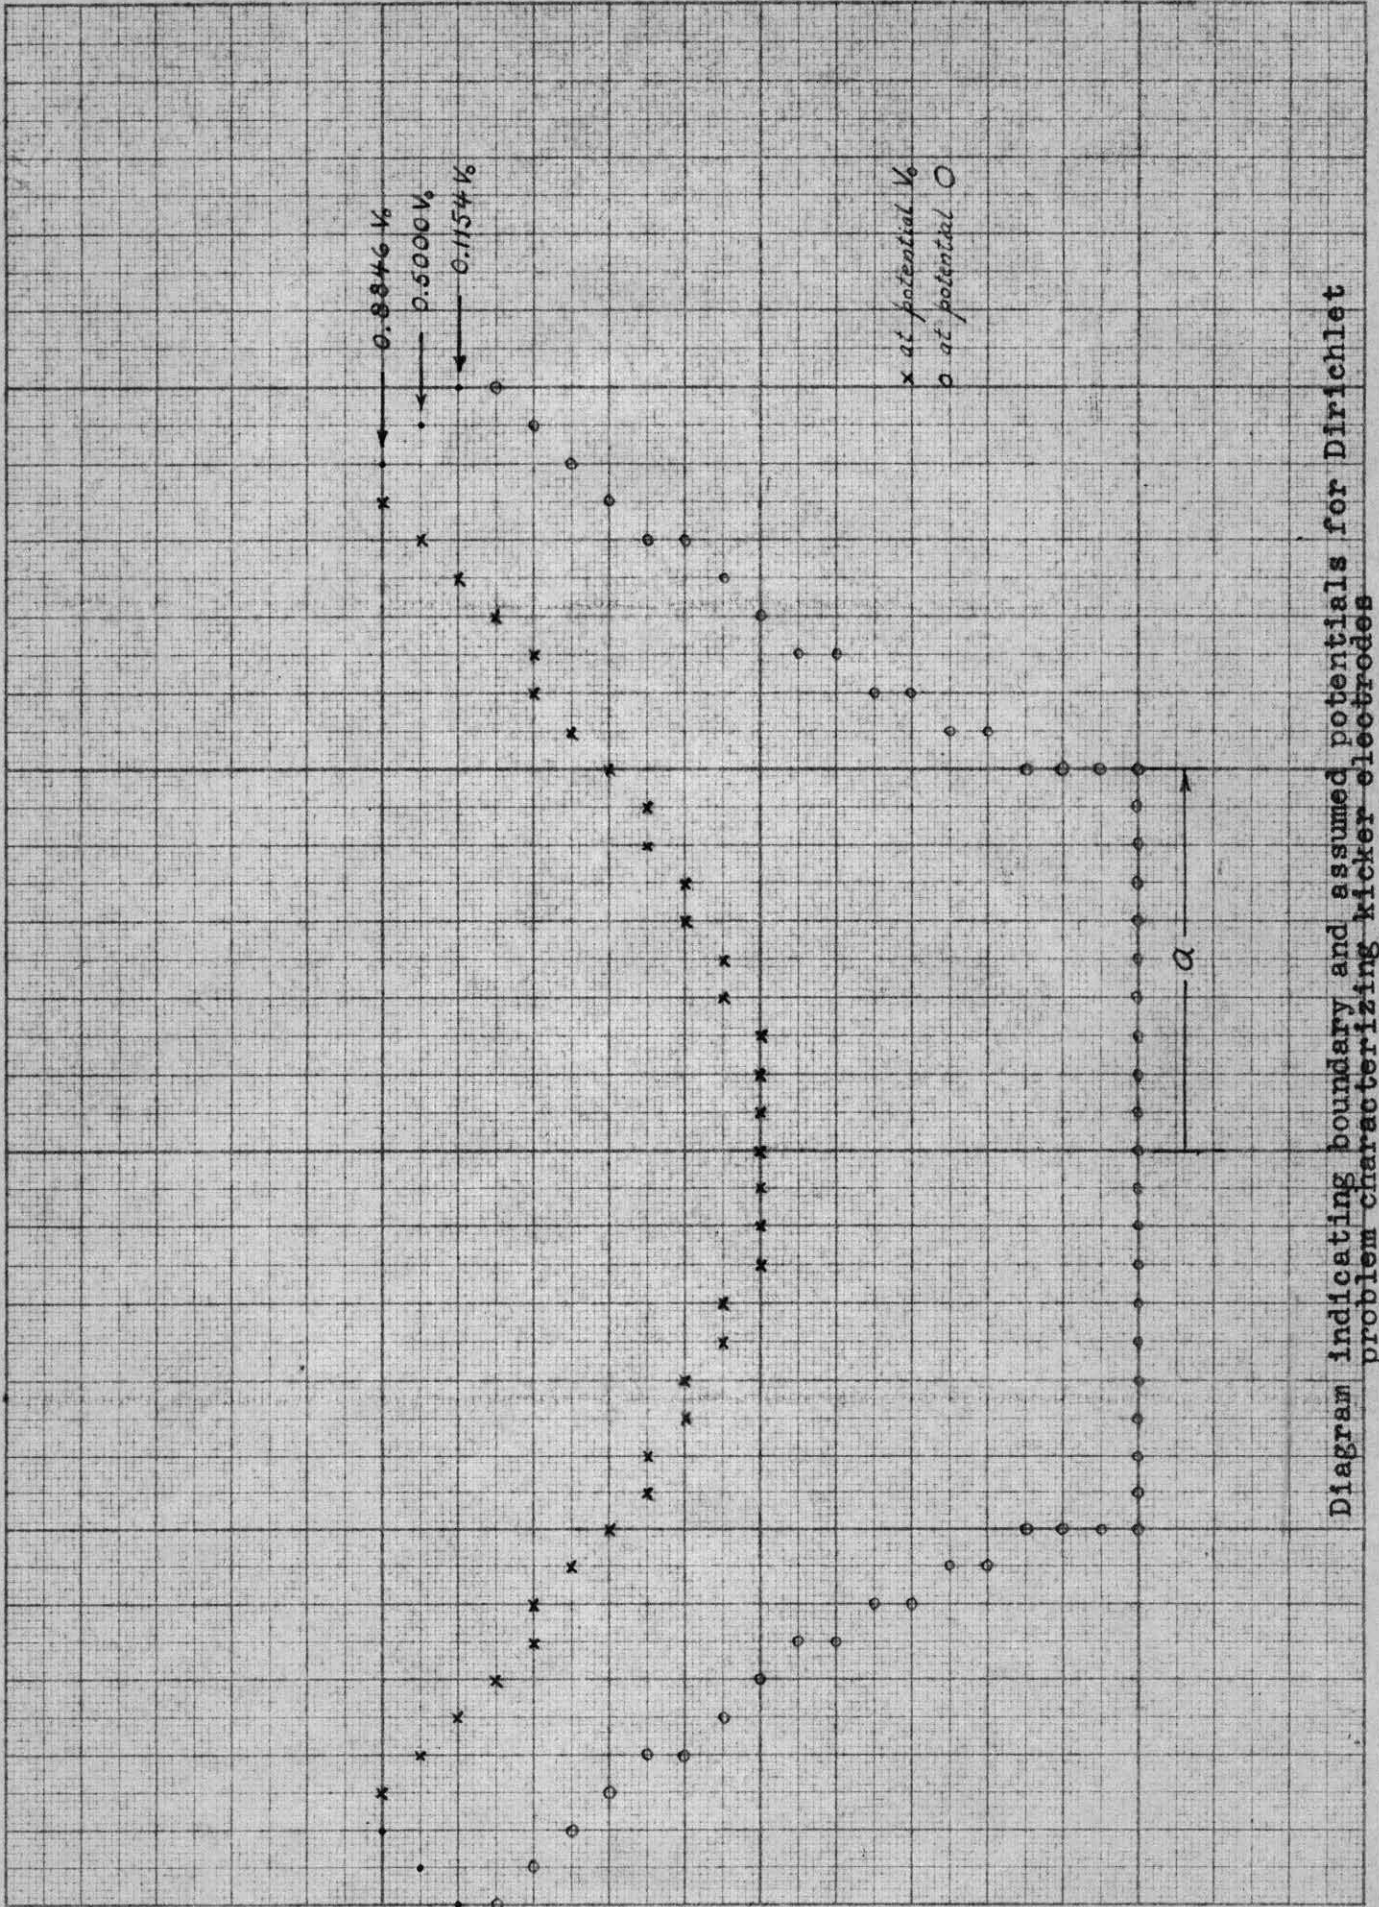 0.8846 V₀
0.5000 V₀
0.1154 V₀
x at potential V₀
o at potential O
a
Diagram indicating boundary and assumed potentials for Dirichlet
problem characterizing kicker electrodes